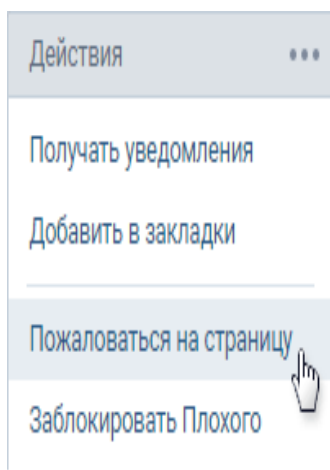 Действия
Получать уведомления
Добавить в закладки
Пожаловаться на страницу
Заблокировать Плохого